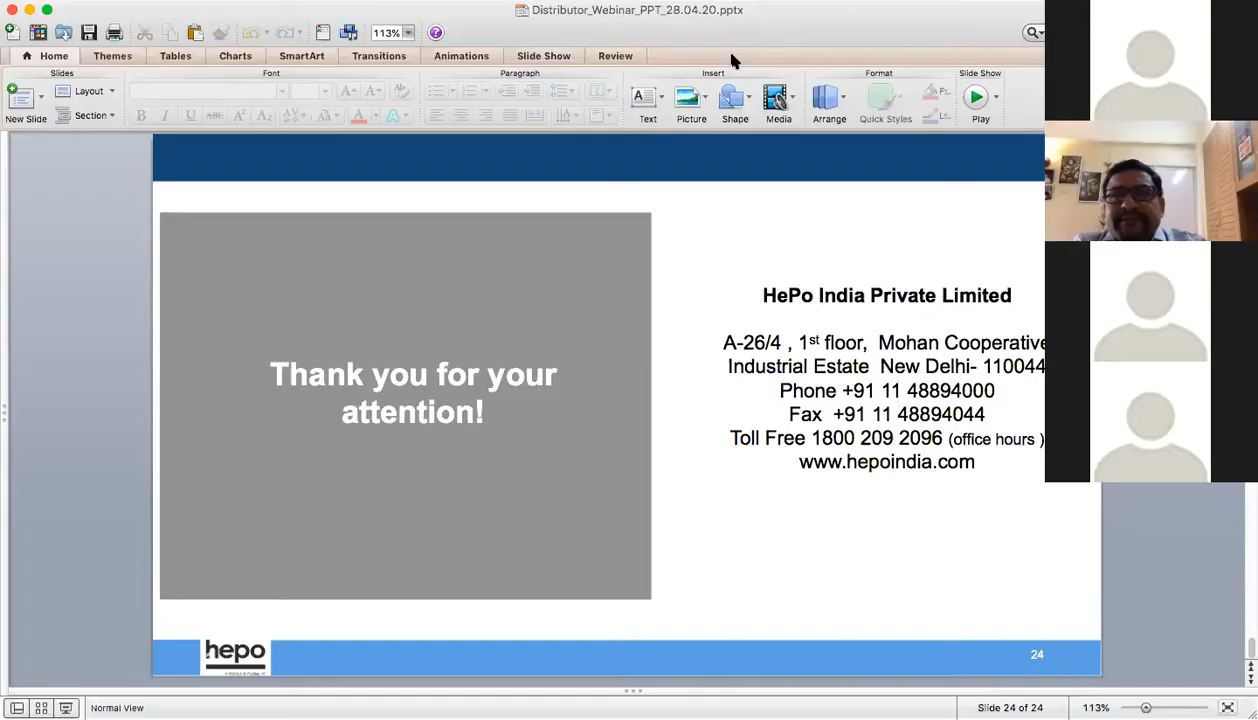 Distributor_Webinar_PPT_28.04.20.pptx
113%
Home Themes Tables Charts SmartArt Transitions Animations Slide Show Review
Slides Font Paragraph Insert Format Slide Show
Layout
Section
New Slide Text Picture Shape Media Arrange Quick Styles Play
Thank you for your
attention!
HePo India Private Limited
A-26/4 , 1st floor, Mohan Cooperative
Industrial Estate New Delhi- 110044
Phone +91 11 48894000
Fax +91 11 48894044
Toll Free 1800 209 2096 (office hours )
www.hepoindia.com
hepo
24
Normal View Slide 24 of 24 113%